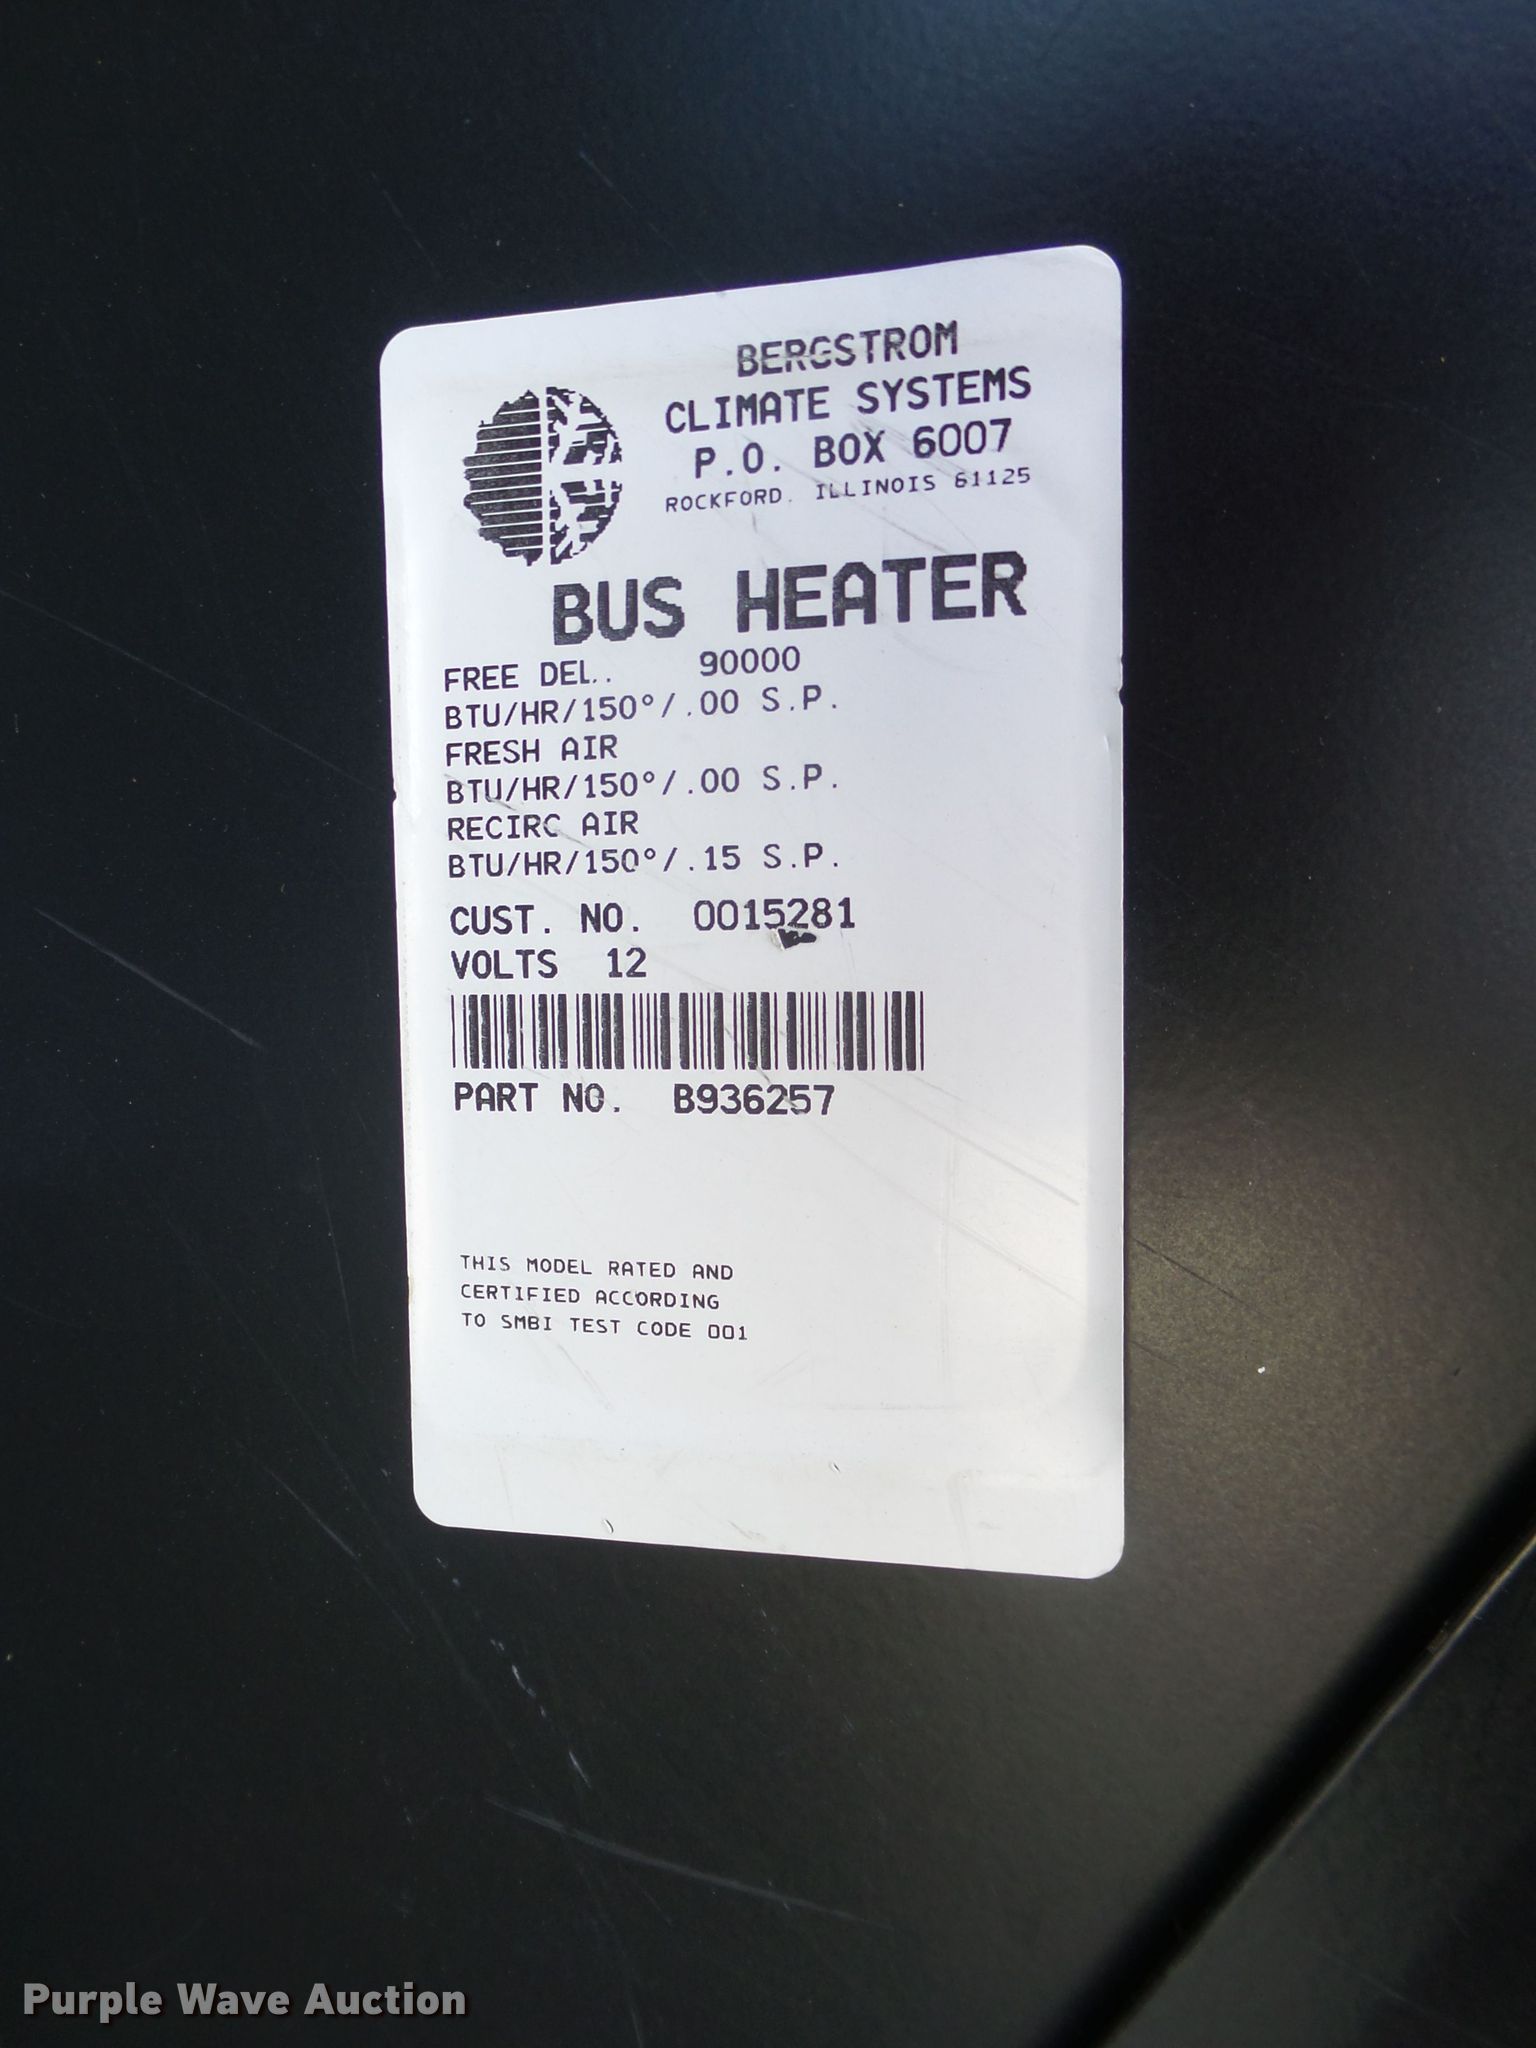 BERGSTROM
CLIMATE SYSTEMS
P.O. BOX 6007
ROCKFORD. ILLINOIS 61125
BUS HEATER
FREE DEL.. 90000
BTU/HR/150°/.00 S.P.
FRESH AIR
BTU/HR/150°/.00 S.P.
RECIRC AIR
BTU/HR/150°/.15 S.P.
CUST. NO. 0015281
VOLTS 12
PART NO. B936257
THIS MODEL RATED AND
CERTIFIED ACCORDING
TO SMBI TEST CODE 001
Purple Wave Auction